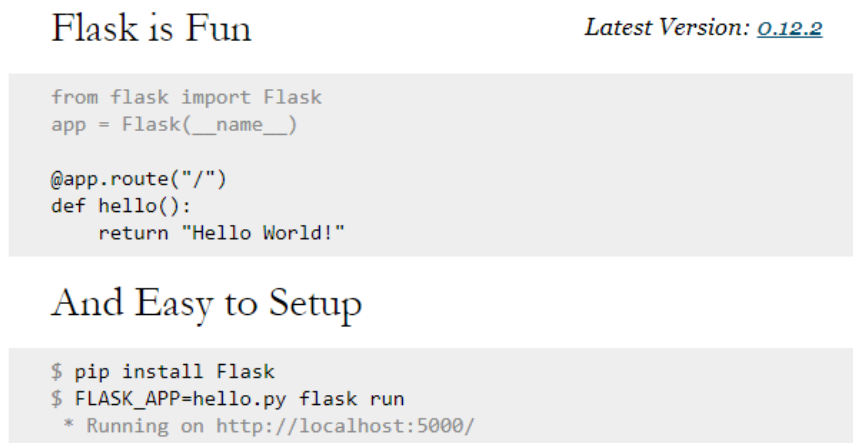 Flask is Fun
Latest Version: 0.12.2
from flask import Flask
app = Flask(__name__)
@app.route("/")
def hello():
    return "Hello World!"
And Easy to Setup
$ pip install Flask
$ FLASK_APP=hello.py flask run
 * Running on http://localhost:5000/